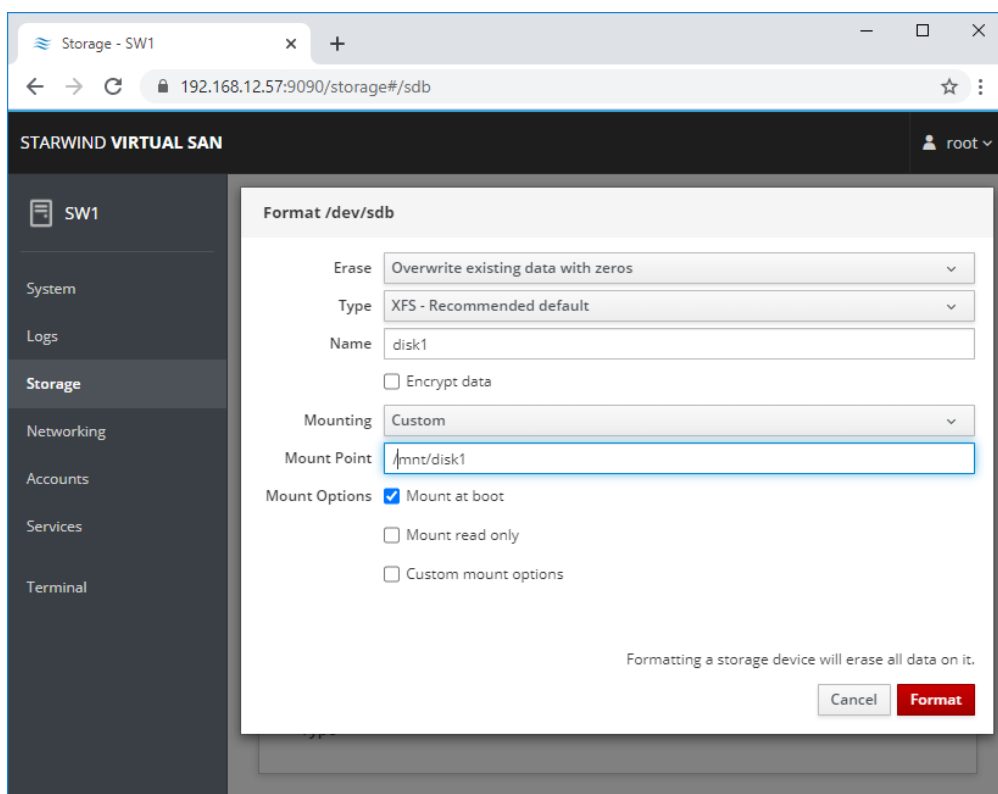 Storage - SW1
192.168.12.57:9090/storage#/sdb
STARWIND VIRTUAL SAN
root
SW1
System
Logs
Storage
Networking
Accounts
Services
Terminal
Format /dev/sdb
Erase Overwrite existing data with zeros
Type XFS - Recommended default
Name disk1
Encrypt data
Mounting Custom
Mount Point /mnt/disk1
Mount Options Mount at boot
Mount read only
Custom mount options
Formatting a storage device will erase all data on it.
Cancel Format
Type